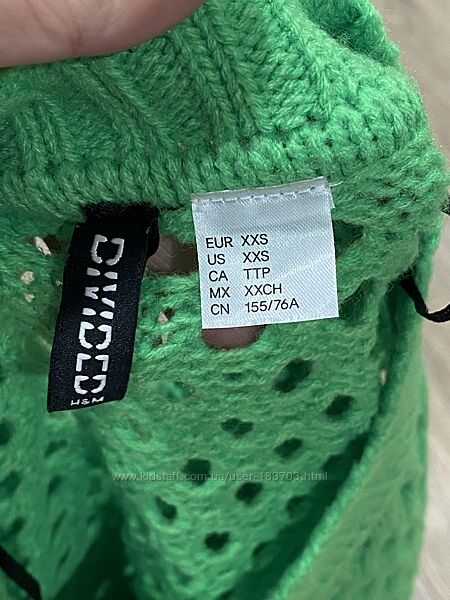 DIVIDED
H&M
EUR XXS
US XXS
CA TTP
MX XXCH
CN 155/76A
www.kidstaff.com.ua/user-183703.html